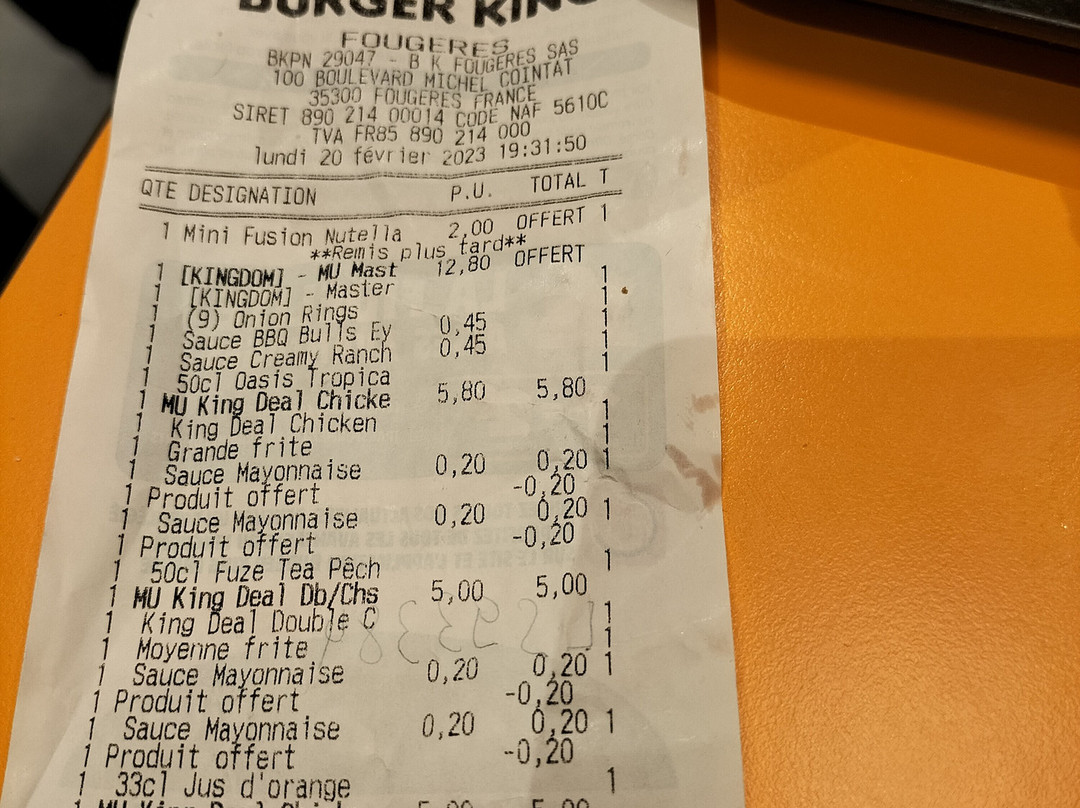 BURGER KING
FOUGERES
BKPN 29047 - B K FOUGERES SAS
100 BOULEVARD MICHEL COINTAT
35300 FOUGERES FRANCE
SIRET 890 214 00014 CODE NAF 5610C
TVA FR85 890 214 000
lundi 20 février 2023 19:31:50
QTE DESIGNATION P.U. TOTAL T
1 Mini Fusion Nutella 2,00 OFFERT 1
**Remis plus tard**
1 [KINGDOM] - MU Mast 12,80 OFFERT
1 [KINGDOM] - Master 1
1 (9) Onion Rings 1
1 Sauce BBQ Bulls Ey 0,45 1
1 Sauce Creamy Ranch 0,45 1
1 50cl Oasis Tropica 1
1 MU King Deal Chicke 5,80 5,80
1 King Deal Chicken 1
1 Grande frite 1
1 Sauce Mayonnaise 0,20 0,20 1
1 Produit offert -0,20
1 Sauce Mayonnaise 0,20 0,20 1
1 Produit offert -0,20
1 50cl Fuze Tea Pêch 1
1 MU King Deal Db/Chs 5,00 5,00
1 King Deal Double C 1
1 Moyenne frite 1
1 Sauce Mayonnaise 0,20 0,20 1
1 Produit offert -0,20
1 Sauce Mayonnaise 0,20 0,20 1
1 Produit offert -0,20
1 33cl Jus d'orange 1
1 MU King Deal